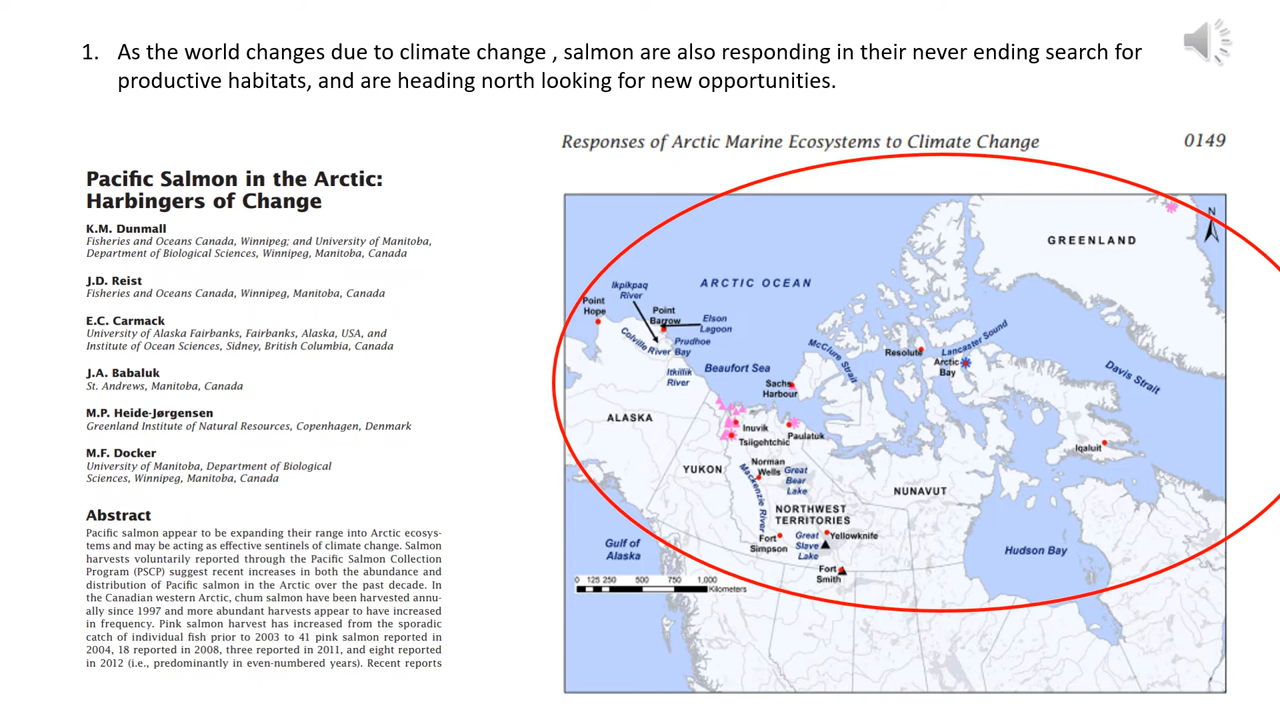 1. As the world changes due to climate change , salmon are also responding in their never ending search for
productive habitats, and are heading north looking for new opportunities.
Pacific Salmon in the Arctic:
Harbingers of Change
K.M. Dunmall
Fisheries and Oceans Canada, Winnipeg; and University of Manitoba,
Department of Biological Sciences, Winnipeg, Manitoba, Canada
J.D. Reist
Fisheries and Oceans Canada, Winnipeg, Manitoba, Canada
E.C. Carmack
University of Alaska Fairbanks, Fairbanks, Alaska, USA, and
Institute of Ocean Sciences, Sidney, British Columbia, Canada
J.A. Babaluk
St. Andrews, Manitoba, Canada
M.P. Heide-Jørgensen
Greenland Institute of Natural Resources, Copenhagen, Denmark
M.F. Docker
University of Manitoba, Department of Biological
Sciences, Winnipeg, Manitoba, Canada
Abstract
Pacific salmon appear to be expanding their range into Arctic ecosys-
tems and may be acting as effective sentinels of climate change. Salmon
harvests voluntarily reported through the Pacific Salmon Collection
Program (PSCP) suggest recent increases in both the abundance and
distribution of Pacific salmon in the Arctic over the past decade. In
the Canadian western Arctic, chum salmon have been harvested annu-
ally since 1997 and more abundant harvests appear to have increased
in frequency. Pink salmon harvest has increased from the sporadic
catch of individual fish prior to 2003 to 41 pink salmon reported in
2004, 18 reported in 2008, three reported in 2011, and eight reported
in 2012 (i.e., predominantly in even-numbered years). Recent reports
Responses of Arctic Marine Ecosystems to Climate Change 0149
N
GREENLAND
ARCTIC OCEAN
Ikpikpaq
River
Point
Hope
Point
Barrow
Elson
Lagoon
Colville River
Prudhoe
Bay
Itkillik
River
Beaufort Sea
McClure Strait
Resolute
Lancaster Sound
Arctic
Bay
Davis Strait
Sachs
Harbour
ALASKA
Inuvik
Tsiigehtchic
Paulatuk
Iqaluit
YUKON
Norman
Wells
Great
Bear
Lake
Mackenzie River
NUNAVUT
NORTHWEST
TERRITORIES
Gulf of
Alaska
Fort
Simpson
Great
Slave
Lake
Yellowknife
Hudson Bay
Fort
Smith
0 125 250 500 750 1,000
Kilometers